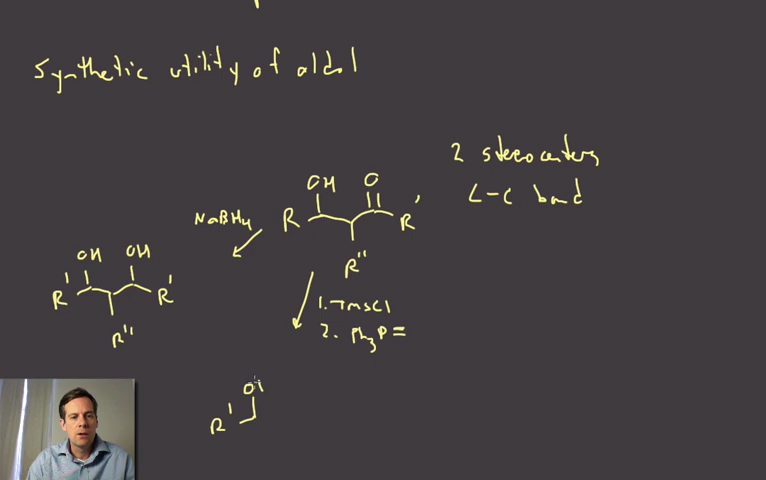 Synthetic utility of aldol
2 stereocenters
C-C bond
OH O
R R'
R''
NaBH4
OH OH
R' R'
R''
1. TMSCl
2. Ph3P=
R'